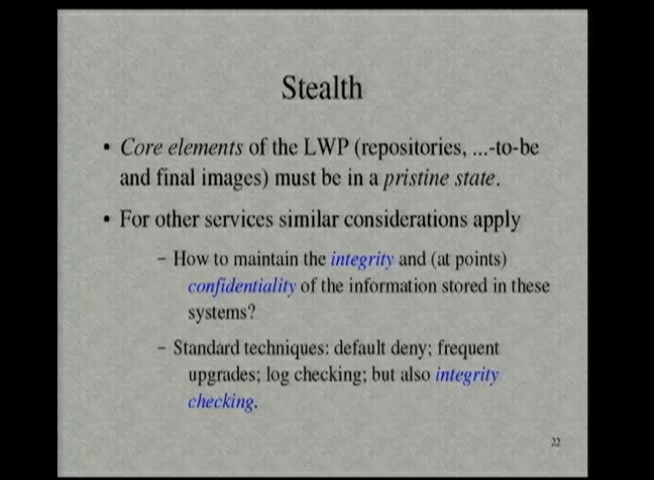 Stealth
• Core elements of the LWP (repositories, ...-to-be
and final images) must be in a pristine state.
• For other services similar considerations apply
– How to maintain the integrity and (at points)
confidentiality of the information stored in these
systems?
– Standard techniques: default deny; frequent
upgrades; log checking; but also integrity
checking.
22